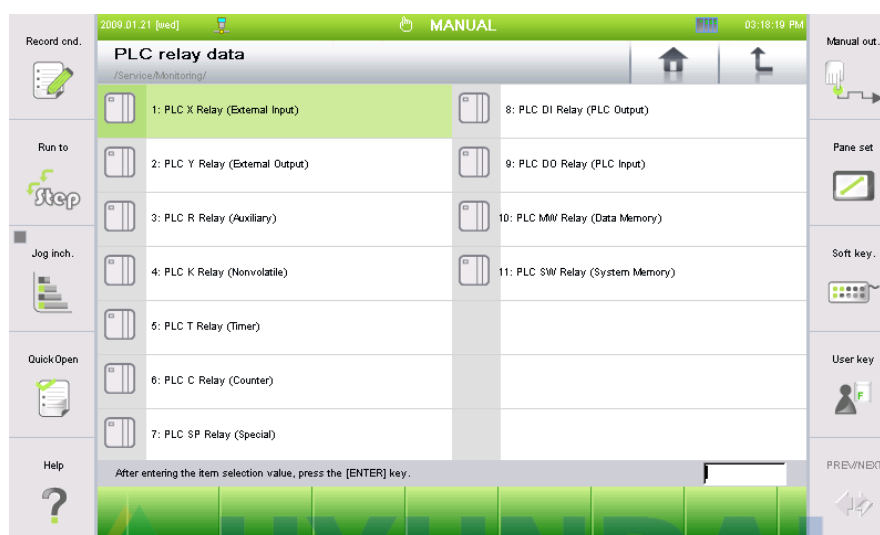 2009.01.21 [wed]
MANUAL
03:18:19 PM
PLC relay data
/Service/Monitoring/
Record cnd.
Run to
Step
Jog inch.
Quick Open
Help
1: PLC X Relay (External Input)
2: PLC Y Relay (External Output)
3: PLC R Relay (Auxiliary)
4: PLC K Relay (Nonvolatile)
5: PLC T Relay (Timer)
6: PLC C Relay (Counter)
7: PLC SP Relay (Special)
8: PLC DI Relay (PLC Output)
9: PLC DO Relay (PLC Input)
10: PLC MW Relay (Data Memory)
11: PLC SW Relay (System Memory)
Manual out.
Pane set
Soft key.
User key
F
PREV/NEXT
After entering the item selection value, press the [ENTER] key.
HYUNDAI